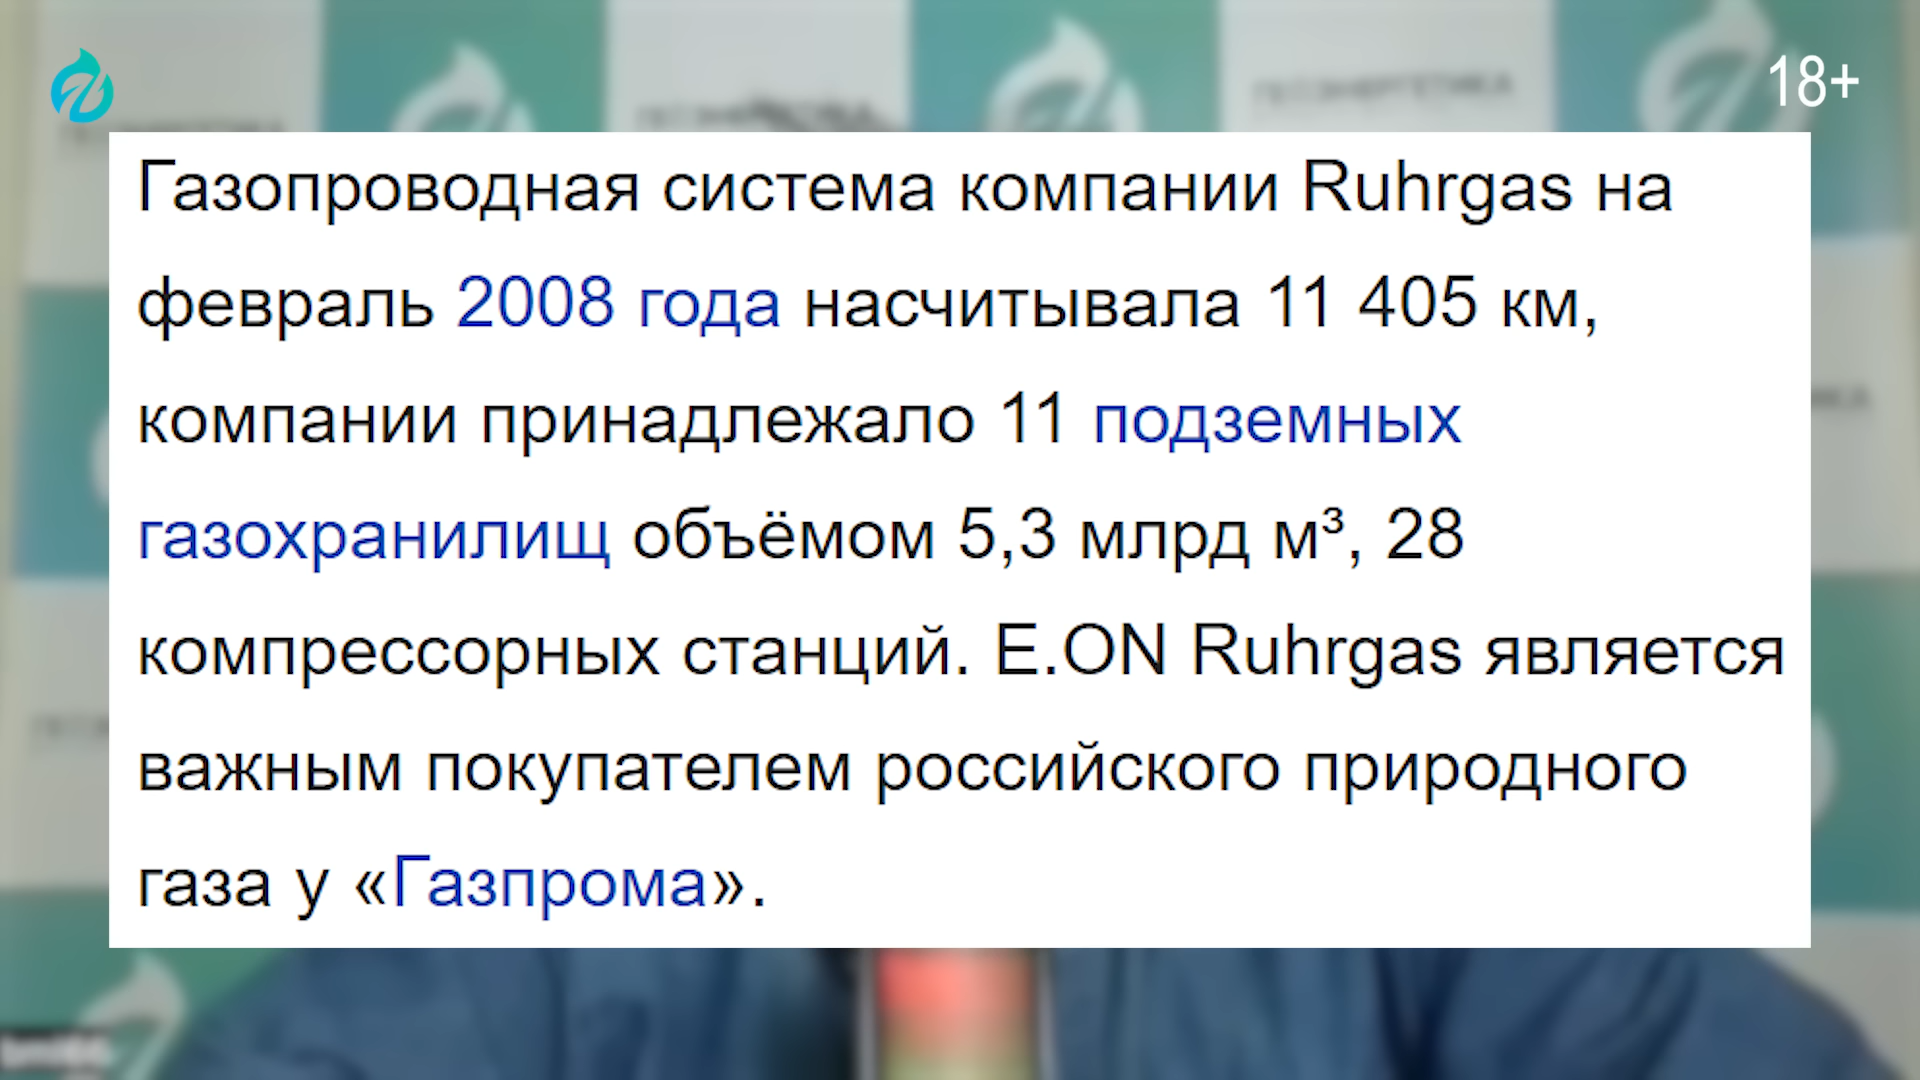 18+
ГЕОЭНЕРГЕТИКА
Газопроводная система компании Ruhrgas на
февраль 2008 года насчитывала 11 405 км,
компании принадлежало 11 подземных
газохранилищ объёмом 5,3 млрд м³, 28
компрессорных станций. E.ON Ruhrgas является
важным покупателем российского природного
газа у «Газпрома».